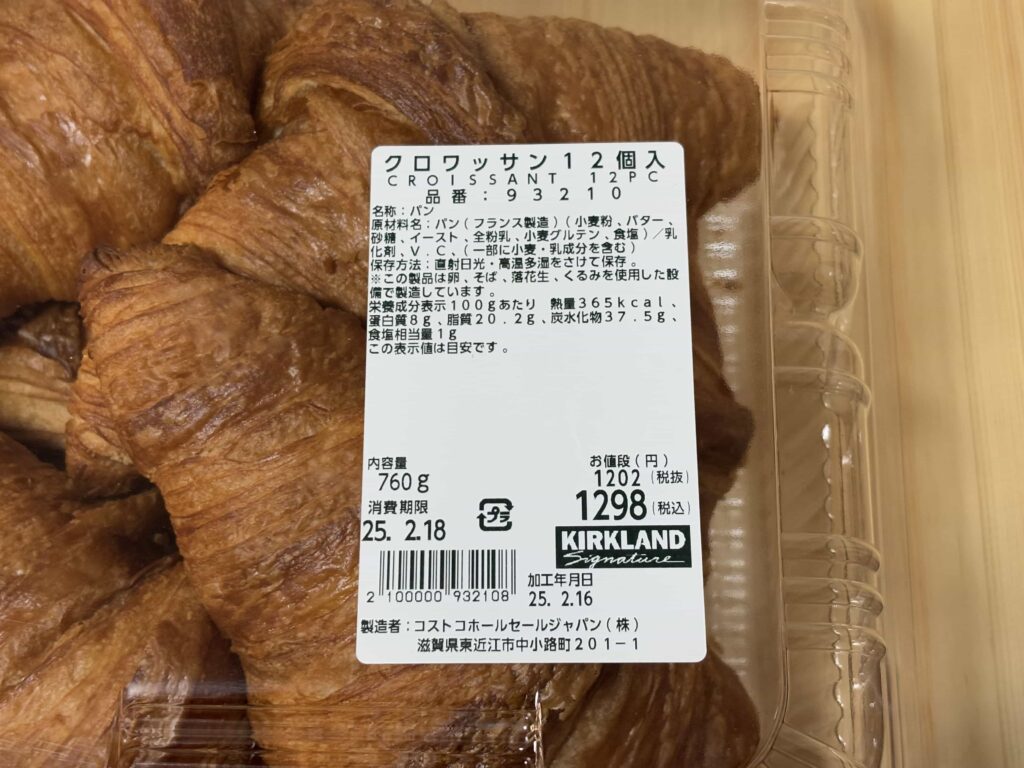 クロワッサン12個入
CROISSANT 12PC
品番:93210
名称:パン
原材料名:パン(フランス製造)(小麦粉、バター、
砂糖、イースト、全粉乳、小麦グルテン、食塩)/乳
化剤、V.C、(一部に小麦・乳成分を含む)
保存方法:直射日光・高温多湿をさけて保存。
※この製品は卵、そば、落花生、くるみを使用した設
備で製造しています。
栄養成分表示100gあたり 熱量365kcal、
蛋白質8g、脂質20.2g、炭水化物37.5g、
食塩相当量1g
この表示値は目安です。
内容量
760g
お値段(円)
1202(税抜)
1298(税込)
消費期限
25. 2.18
プラ
KIRKLAND
Signature
2 100000 932108
加工年月日
25. 2.16
製造者:コストコホールセールジャパン(株)
滋賀県東近江市中小路町201-1